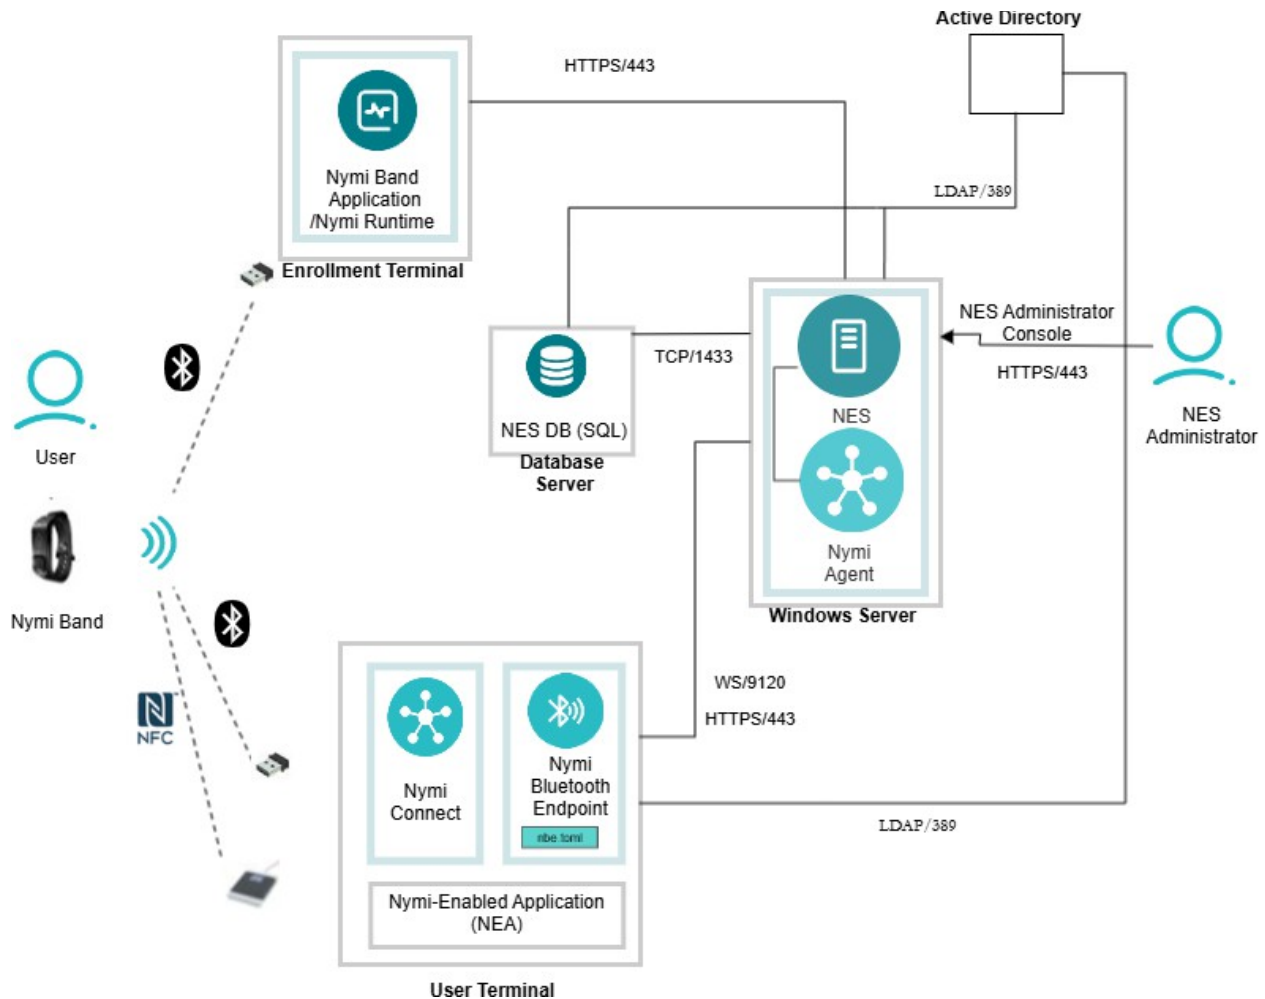 Active Directory
HTTPS/443
Nymi Band
Application
/Nymi Runtime
Enrollment Terminal
LDAP/389
NES Administrator
Console
HTTPS/443
NES
Administrator
TCP/1433
NES DB (SQL)
Database
Server
NES
Nymi
Agent
Windows Server
User
Nymi Band
NFC
WS/9120
HTTPS/443
Nymi
Connect
Nymi
Bluetooth
Endpoint
nbe.toml
LDAP/389
Nymi-Enabled Application
(NEA)
User Terminal